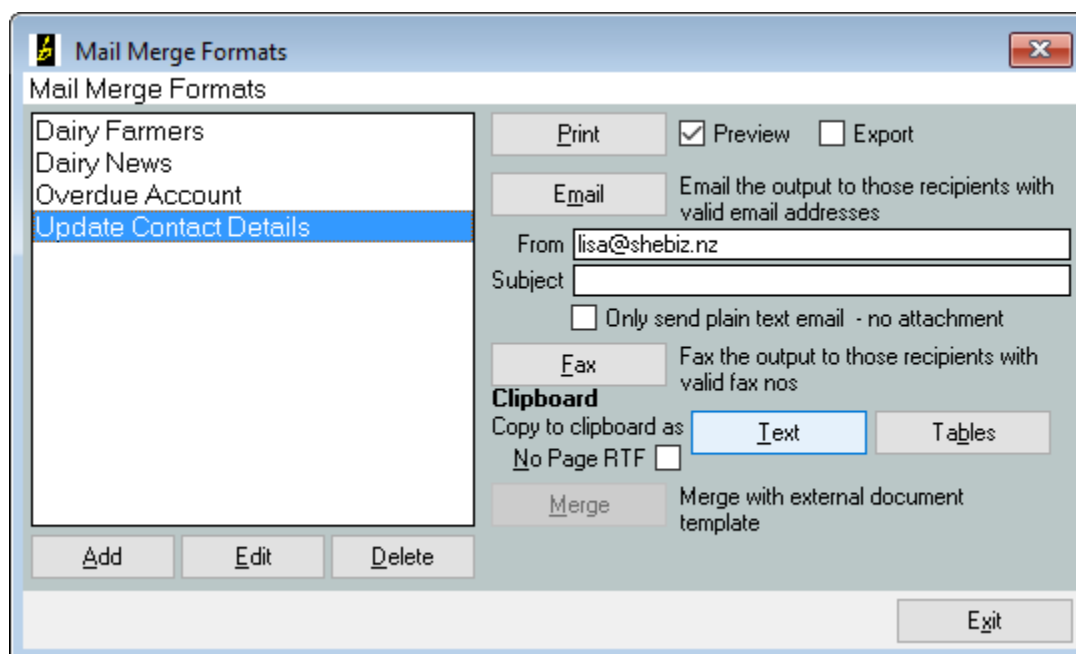 Mail Merge Formats
Mail Merge Formats
Dairy Farmers
Dairy News
Overdue Account
Update Contact Details
Add
Edit
Delete
Print
Preview
Export
Email
Email the output to those recipients with
valid email addresses
From lisa@shebiz.nz
Subject
Only send plain text email - no attachment
Fax
Fax the output to those recipients with
valid fax nos
Clipboard
Copy to clipboard as
Text
Tables
No Page RTF
Merge
Merge with external document
template
Exit